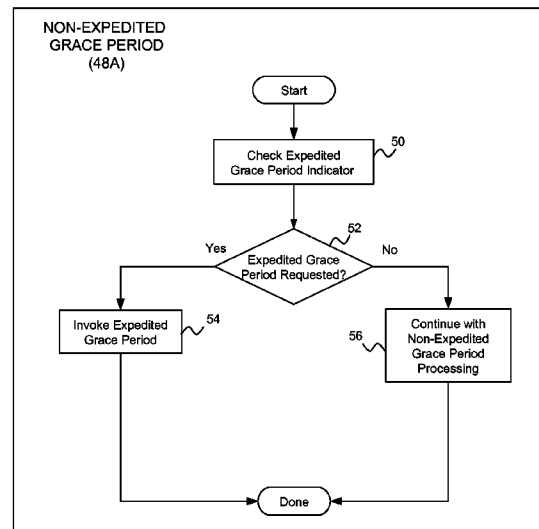 NON-EXPEDITED
GRACE PERIOD
(48A)
Start
Check Expedited
Grace Period Indicator
50
52
Expedited Grace
Period Requested?
Yes
No
Invoke Expedited
Grace Period
54
56
Continue with
Non-Expedited
Grace Period
Processing
Done